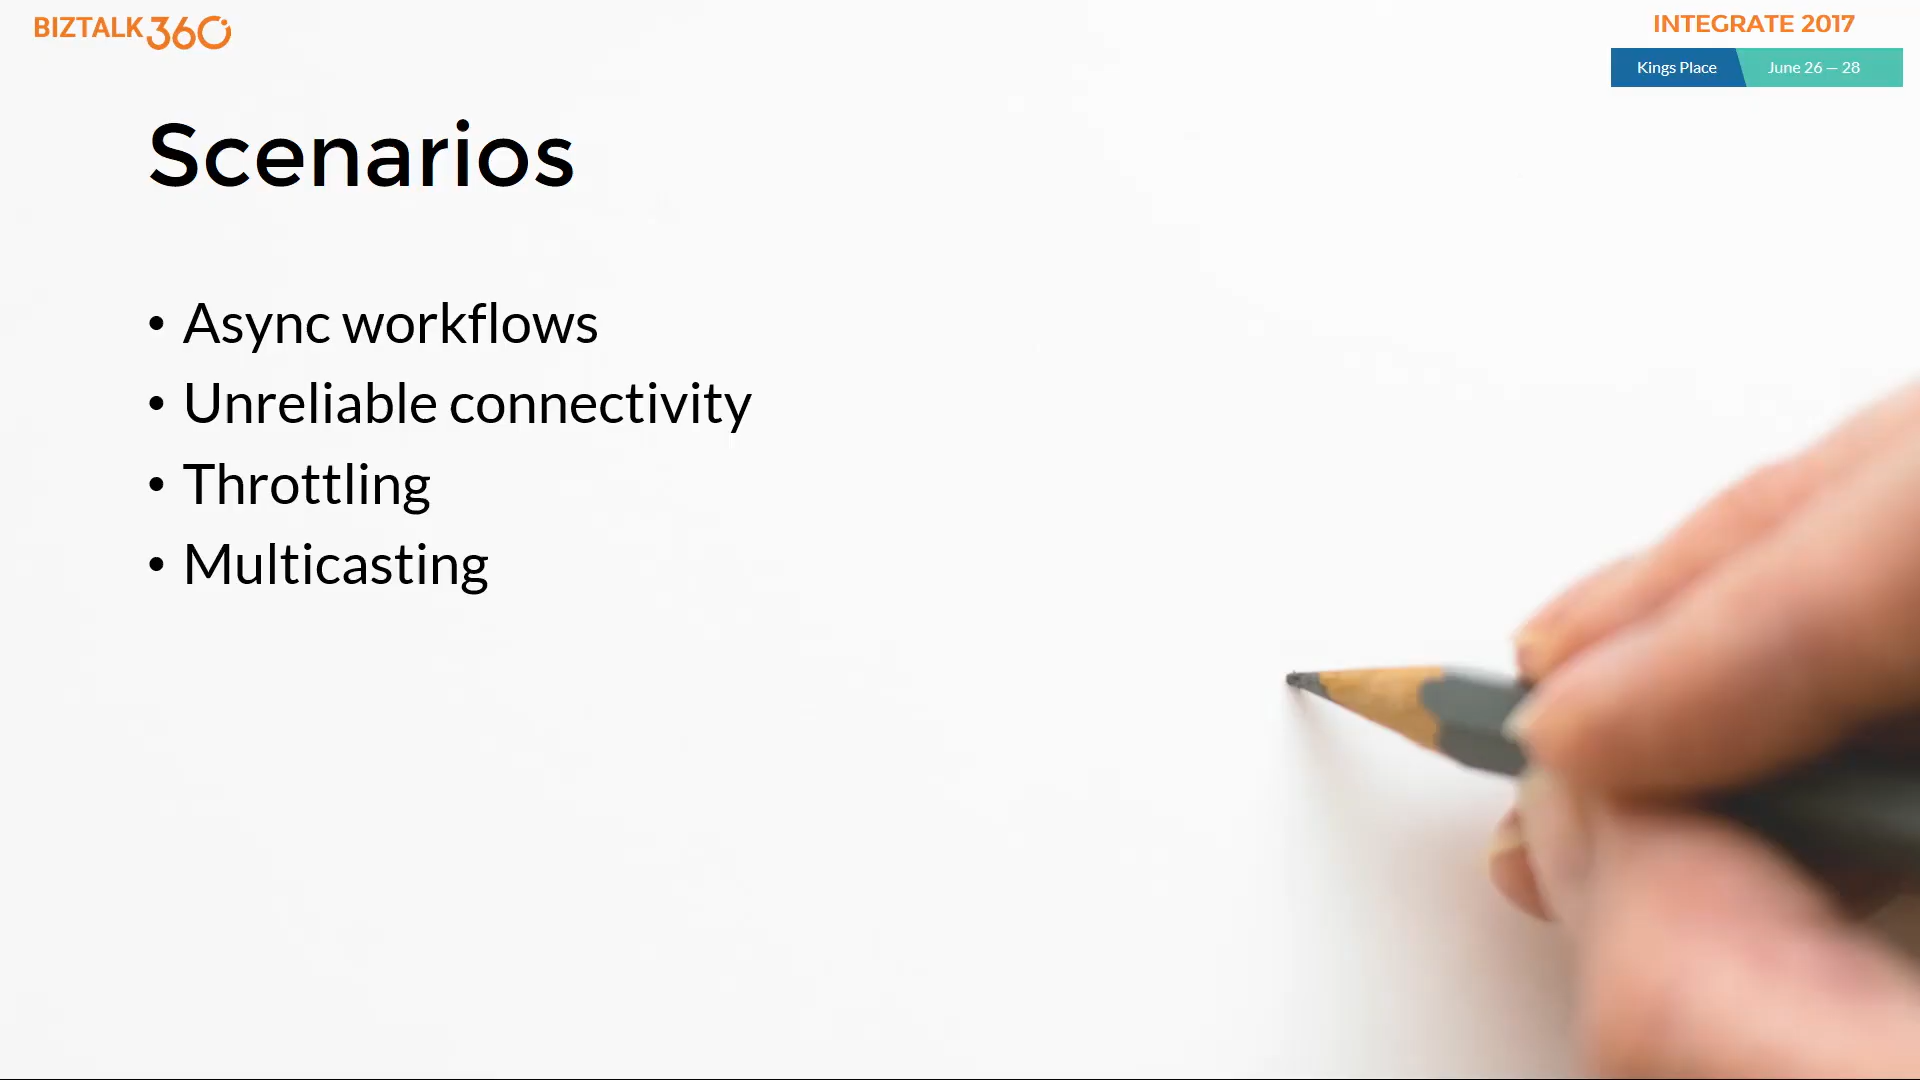 BIZTALK360
INTEGRATE 2017
Kings Place
June 26 — 28
Scenarios
• Async workflows
• Unreliable connectivity
• Throttling
• Multicasting